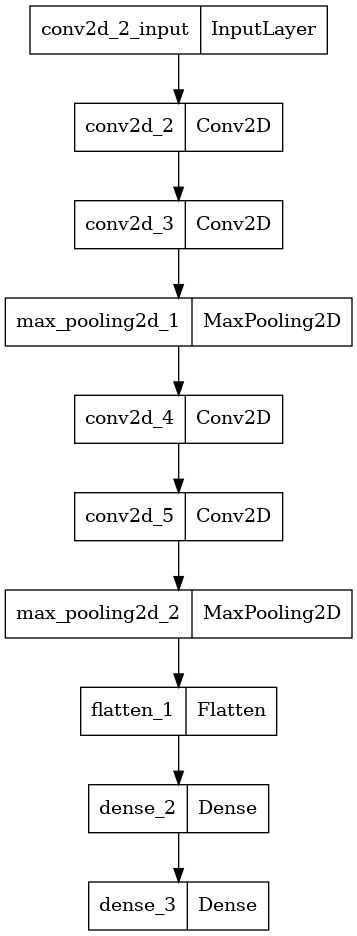 conv2d_2_input InputLayer
conv2d_2 Conv2D
conv2d_3 Conv2D
max_pooling2d_1 MaxPooling2D
conv2d_4 Conv2D
conv2d_5 Conv2D
max_pooling2d_2 MaxPooling2D
flatten_1 Flatten
dense_2 Dense
dense_3 Dense